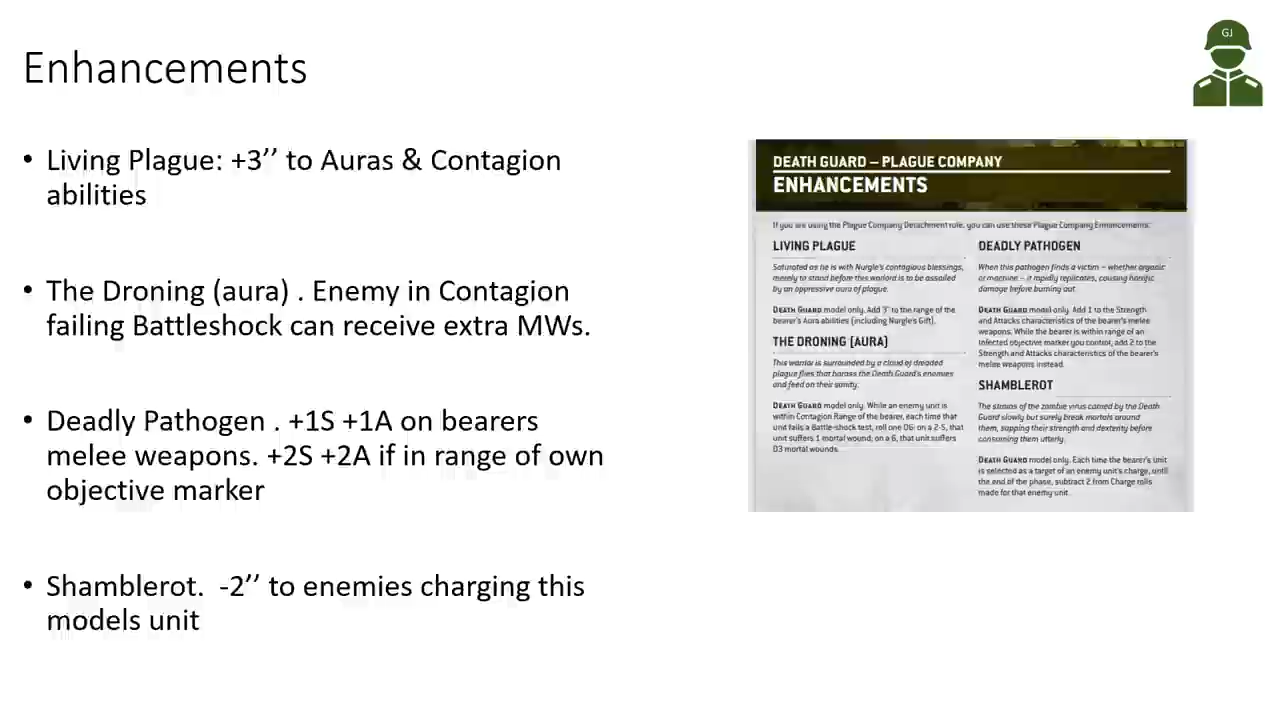 GJ
Enhancements
• Living Plague: +3’’ to Auras & Contagion
abilities
• The Droning (aura) . Enemy in Contagion
failing Battleshock can receive extra MWs.
• Deadly Pathogen . +1S +1A on bearers
melee weapons. +2S +2A if in range of own
objective marker
• Shamblerot.  -2’’ to enemies charging this
models unit
DEATH GUARD – PLAGUE COMPANY
ENHANCEMENTS
If you are using the Plague Company Detachment rule, you can use these Plague Company Enhancements.
LIVING PLAGUE
Saturated as he is with Nurgle's contagious blessings,
merely to stand before this warlord is to be assailed
by an oppressive aura of plague.
DEATH GUARD model only. Add 3" to the range of the
bearer's Aura abilities (including Nurgle's Gift).
THE DRONING (AURA)
This warrior is surrounded by a cloud of dreaded
plague flies that harass the Death Guard's enemies
and feed on their sanity.
DEATH GUARD model only. While an enemy unit is
within Contagion Range of the bearer, each time that
unit fails a Battle-shock test, roll one D6: on a 2-5, that
unit suffers 1 mortal wound; on a 6, that unit suffers
D3 mortal wounds.
DEADLY PATHOGEN
When this pathogen finds a victim – whether organic
or machine – it rapidly replicates, causing horrific
damage before burning out.
DEATH GUARD model only. Add 1 to the Strength
and Attacks characteristics of the bearer's melee
weapons. While the bearer is within range of an
infected objective marker you control, add 2 to the
Strength and Attacks characteristics of the bearer's
melee weapons instead.
SHAMBLEROT
The strains of the zombie virus carried by the Death
Guard slowly but surely break mortals around
them, sapping their strength and dexterity before
consuming them utterly.
DEATH GUARD model only. Each time the bearer's unit
is selected as a target of an enemy unit's charge, until
the end of the phase, subtract 2 from Charge rolls
made for that enemy unit.